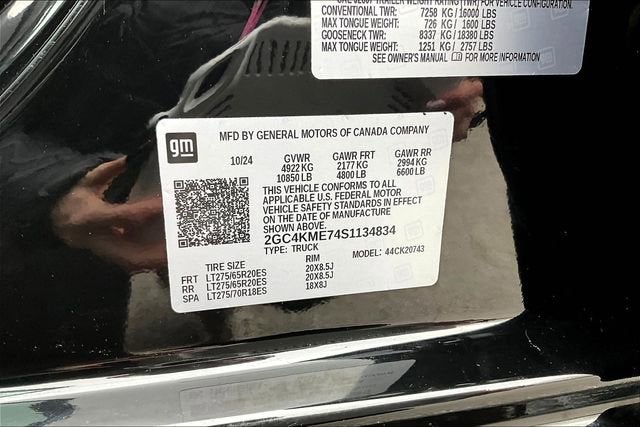 CONVENTIONAL TWR: 7258 KG / 16000 LBS
MAX TONGUE WEIGHT: 726 KG / 1600 LBS
GOOSENECK TWR: 8337 KG / 18380 LBS
MAX TONGUE WEIGHT: 1251 KG / 2757 LBS
SEE OWNER'S MANUAL FOR MORE INFORMATION
gm
MFD BY GENERAL MOTORS OF CANADA COMPANY
10/24 GVWR GAWR FRT GAWR RR
4922 KG 2177 KG 2994 KG
10850 LB 4800 LB 6600 LB
THIS VEHICLE CONFORMS TO ALL
APPLICABLE U.S. FEDERAL MOTOR
VEHICLE SAFETY STANDARDS IN EFFECT
ON THE DATE OF MANUFACTURE
SHOWN ABOVE.
2GC4KME74S1134834
TYPE: TRUCK MODEL: 44CK20743
TIRE SIZE RIM
FRT LT275/65R20ES 20X8.5J
RR LT275/65R20ES 20X8.5J
SPA LT275/70R18ES 18X8J